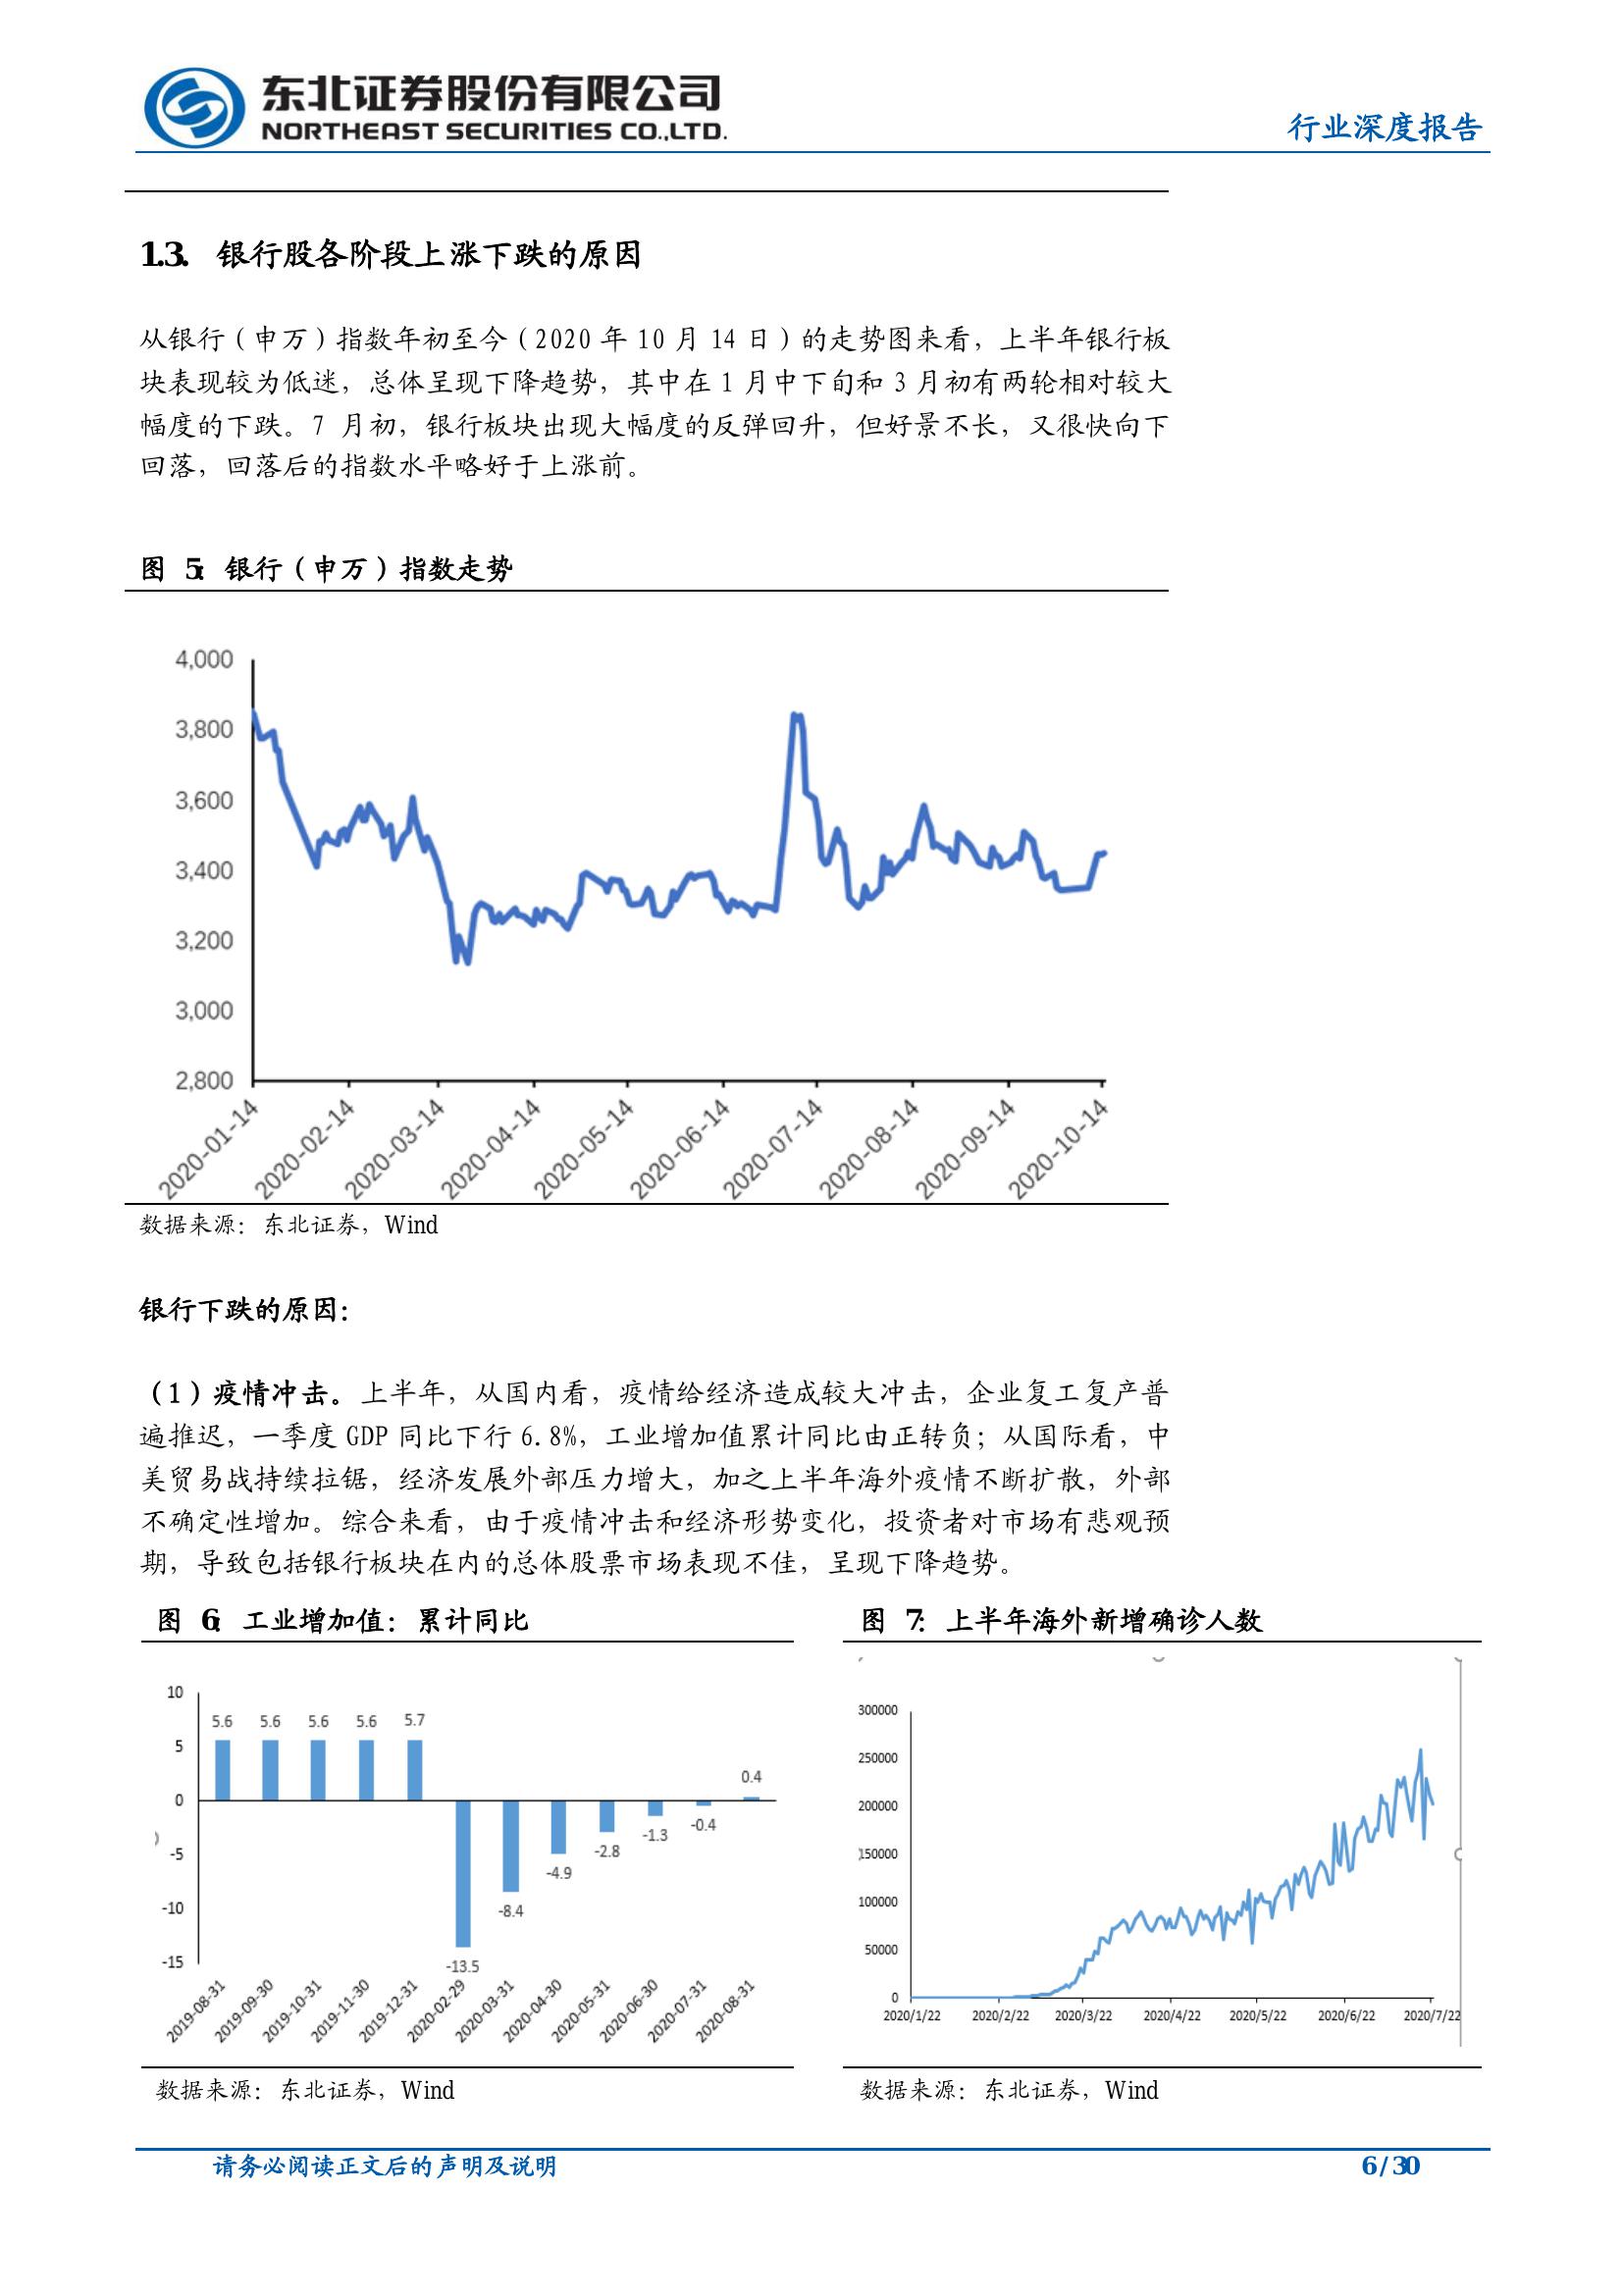 东北证券股份有限公司
NORTHEAST SECURITIES CO.,LTD.
行业深度报告
1.3. 银行股各阶段上涨下跌的原因
从银行（申万）指数年初至今（2020 年 10 月 14 日）的走势图来看，上半年银行板
块表现较为低迷，总体呈现下降趋势，其中在 1 月中下旬和 3 月初有两轮相对较大
幅度的下跌。7 月初，银行板块出现大幅度的反弹回升，但好景不长，又很快向下
回落，回落后的指数水平略好于上涨前。
图 5：银行（申万）指数走势
4,000
3,800
3,600
3,400
3,200
3,000
2,800
2020-01-14
2020-02-14
2020-03-14
2020-04-14
2020-05-14
2020-06-14
2020-07-14
2020-08-14
2020-09-14
2020-10-14
数据来源：东北证券，Wind
银行下跌的原因：
（1）疫情冲击。上半年，从国内看，疫情给经济造成较大冲击，企业复工复产普
遍推迟，一季度 GDP 同比下行 6.8%，工业增加值累计同比由正转负；从国际看，中
美贸易战持续拉锯，经济发展外部压力增大，加之上半年海外疫情不断扩散，外部
不确定性增加。综合来看，由于疫情冲击和经济形势变化，投资者对市场有悲观预
期，导致包括银行板块在内的总体股票市场表现不佳，呈现下降趋势。
图 6：工业增加值：累计同比
10
5
0
-5
-10
-15
5.6
5.6
5.6
5.6
5.7
-13.5
-8.4
-4.9
-2.8
-1.3
-0.4
0.4
2019-08-31
2019-09-30
2019-10-31
2019-11-30
2019-12-31
2020-02-29
2020-03-31
2020-04-30
2020-05-31
2020-06-30
2020-07-31
2020-08-31
数据来源：东北证券，Wind
图 7：上半年海外新增确诊人数
300000
250000
200000
150000
100000
50000
0
2020/1/22
2020/2/22
2020/3/22
2020/4/22
2020/5/22
2020/6/22
2020/7/22
数据来源：东北证券，Wind
请务必阅读正文后的声明及说明
6 / 30